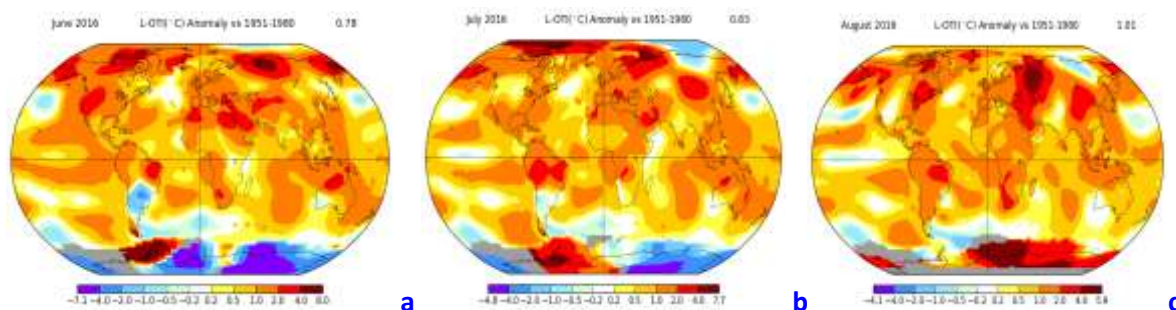 June 2016 L-OTI(°C) Anomaly vs 1951-1980 0.78
-7.1 -4.0 -2.0 -1.0 -0.5 -0.2 0.2 0.5 1.0 2.0 4.0 8.0
a
July 2016 L-OTI(°C) Anomaly vs 1951-1980
-4.0 -2.0 -1.0 -0.5 -0.2 0.2 0.5 1.0 2.0 4.0 7.7
b
August 2016 L-OTI(°C) Anomaly vs 1951-1980 1.01
-4.1 -4.0 -2.0 -1.0 -0.5 -0.2 0.2 0.5 1.0 2.0 4.0 5.9
c